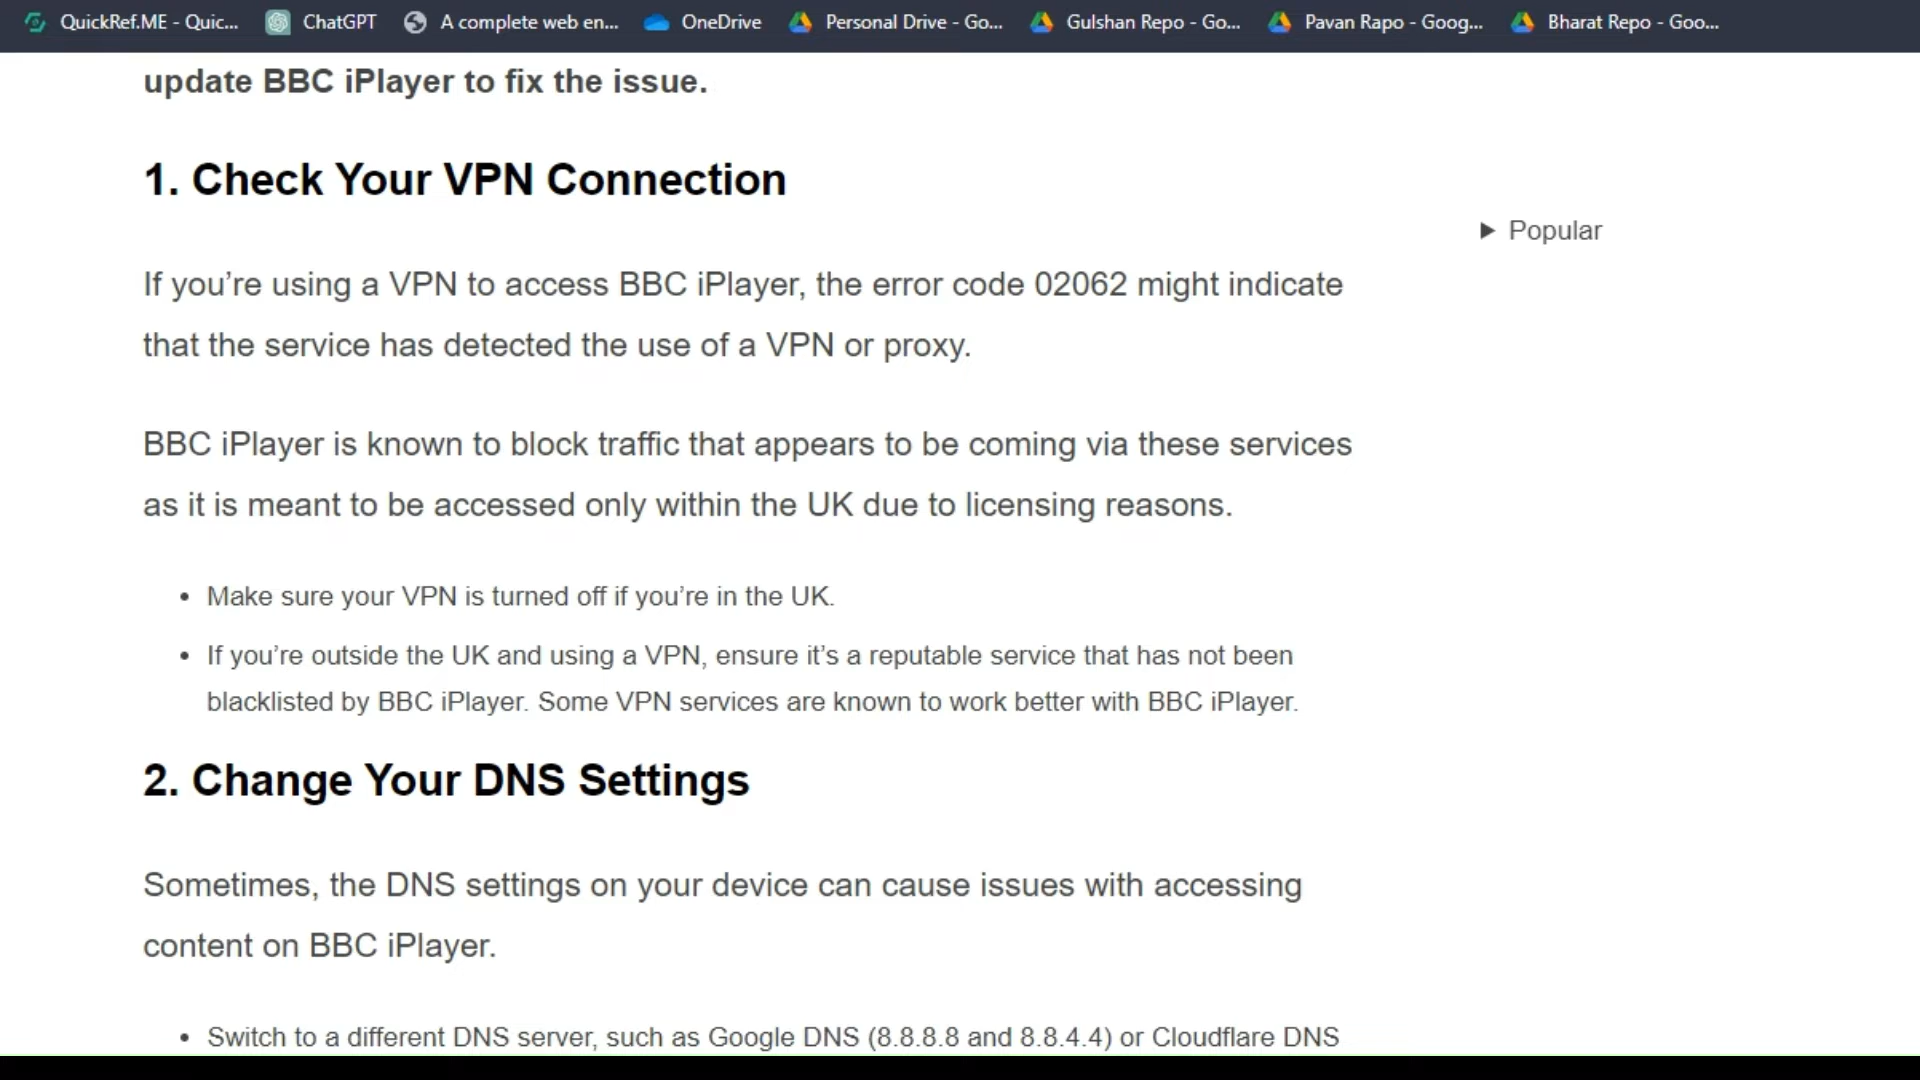 QuickRef.ME - Quic... ChatGPT A complete web en... OneDrive Personal Drive - Go... Gulshan Repo - Go... Pavan Rapo - Goog... Bharat Repo - Goo...
update BBC iPlayer to fix the issue.
1. Check Your VPN Connection
Popular
If you’re using a VPN to access BBC iPlayer, the error code 02062 might indicate
that the service has detected the use of a VPN or proxy.
BBC iPlayer is known to block traffic that appears to be coming via these services
as it is meant to be accessed only within the UK due to licensing reasons.
• Make sure your VPN is turned off if you’re in the UK.
• If you’re outside the UK and using a VPN, ensure it’s a reputable service that has not been
blacklisted by BBC iPlayer. Some VPN services are known to work better with BBC iPlayer.
2. Change Your DNS Settings
Sometimes, the DNS settings on your device can cause issues with accessing
content on BBC iPlayer.
• Switch to a different DNS server, such as Google DNS (8.8.8.8 and 8.8.4.4) or Cloudflare DNS